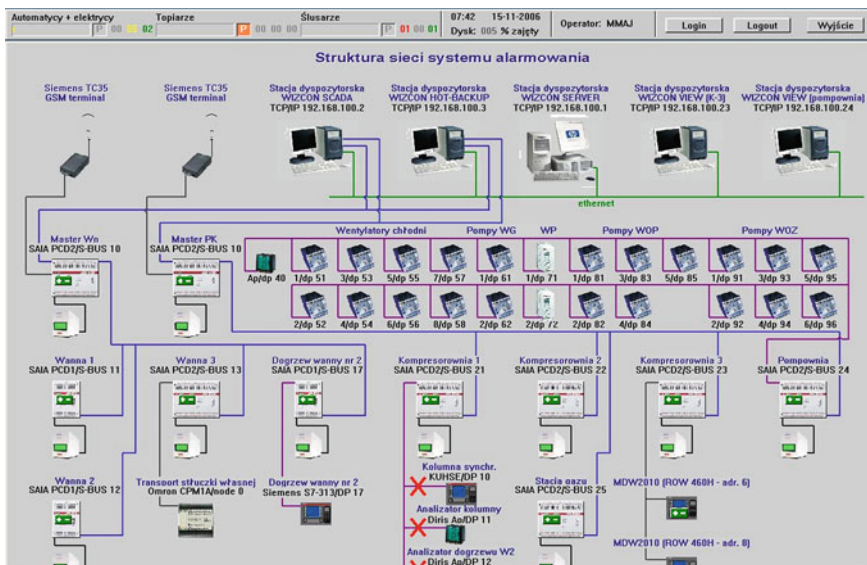 Automatycy + elektrycy
Topiarze
Ślusarze
07:42 15-11-2006
Operator: MMAJ
Login
Logout
Wyjście
P 00 02
P 00 00 00
P 01 00 01
Dysk: 005 % zajęty
Struktura sieci systemu alarmowania
Siemens TC35
GSM terminal
Siemens TC35
GSM terminal
Stacja dyspozytorska
WIZCON SCADA
TCP/IP 192.168.100.2
Stacja dyspozytorska
WIZCON HOT-BACKUP
TCP/IP 192.168.100.3
Stacja dyspozytorska
WIZCON SERVER
TCP/IP 192.168.100.1
Stacja dyspozytorska
WIZCON VIEW (K-3)
TCP/IP 192.168.100.23
Stacja dyspozytorska
WIZCON VIEW (pompownia)
TCP/IP 192.168.100.24
ethernet
Master Wn
SAIA PCD2/S-BUS 10
Master PK
SAIA PCD2/S-BUS 10
Wentylatory chłodni
Pompy WG
WP
Pompy WOP
Pompy WOZ
Ap/dp 40
1/dp 51
3/dp 53
5/dp 55
7/dp 57
1/dp 61
1/dp 71
1/dp 81
3/dp 83
5/dp 85
1/dp 91
3/dp 93
5/dp 95
2/dp 52
4/dp 54
6/dp 56
8/dp 58
2/dp 62
2/dp 72
2/dp 82
4/dp 84
2/dp 92
4/dp 94
6/dp 96
Wanna 1
SAIA PCD1/S-BUS 11
Wanna 3
SAIA PCD2/S-BUS 13
Dogrzew wanny nr 2
SAIA PCD1/S-BUS 17
Kompresorownia 1
SAIA PCD2/S-BUS 21
Kompresorownia 2
SAIA PCD2/S-BUS 22
Kompresorownia 3
SAIA PCD2/S-BUS 23
Pompownia
SAIA PCD2/S-BUS 24
Wanna 2
SAIA PCD1/S-BUS 12
Transport stłuczki własnej
Omron CPM1A/node 0
Dogrzew wanny nr 2
Siemens S7-313/DP 17
Kolumna synchr.
KUHSE/DP 10
Analizator kolumny
Diris Ap/DP 11
Analizator dogrzewu W2
Diris Ap/DP 12
Stacja gazu
SAIA PCD2/S-BUS 25
MDW2010 (ROW 460H - adr. 6)
MDW2010 (ROW 460H - adr. 8)